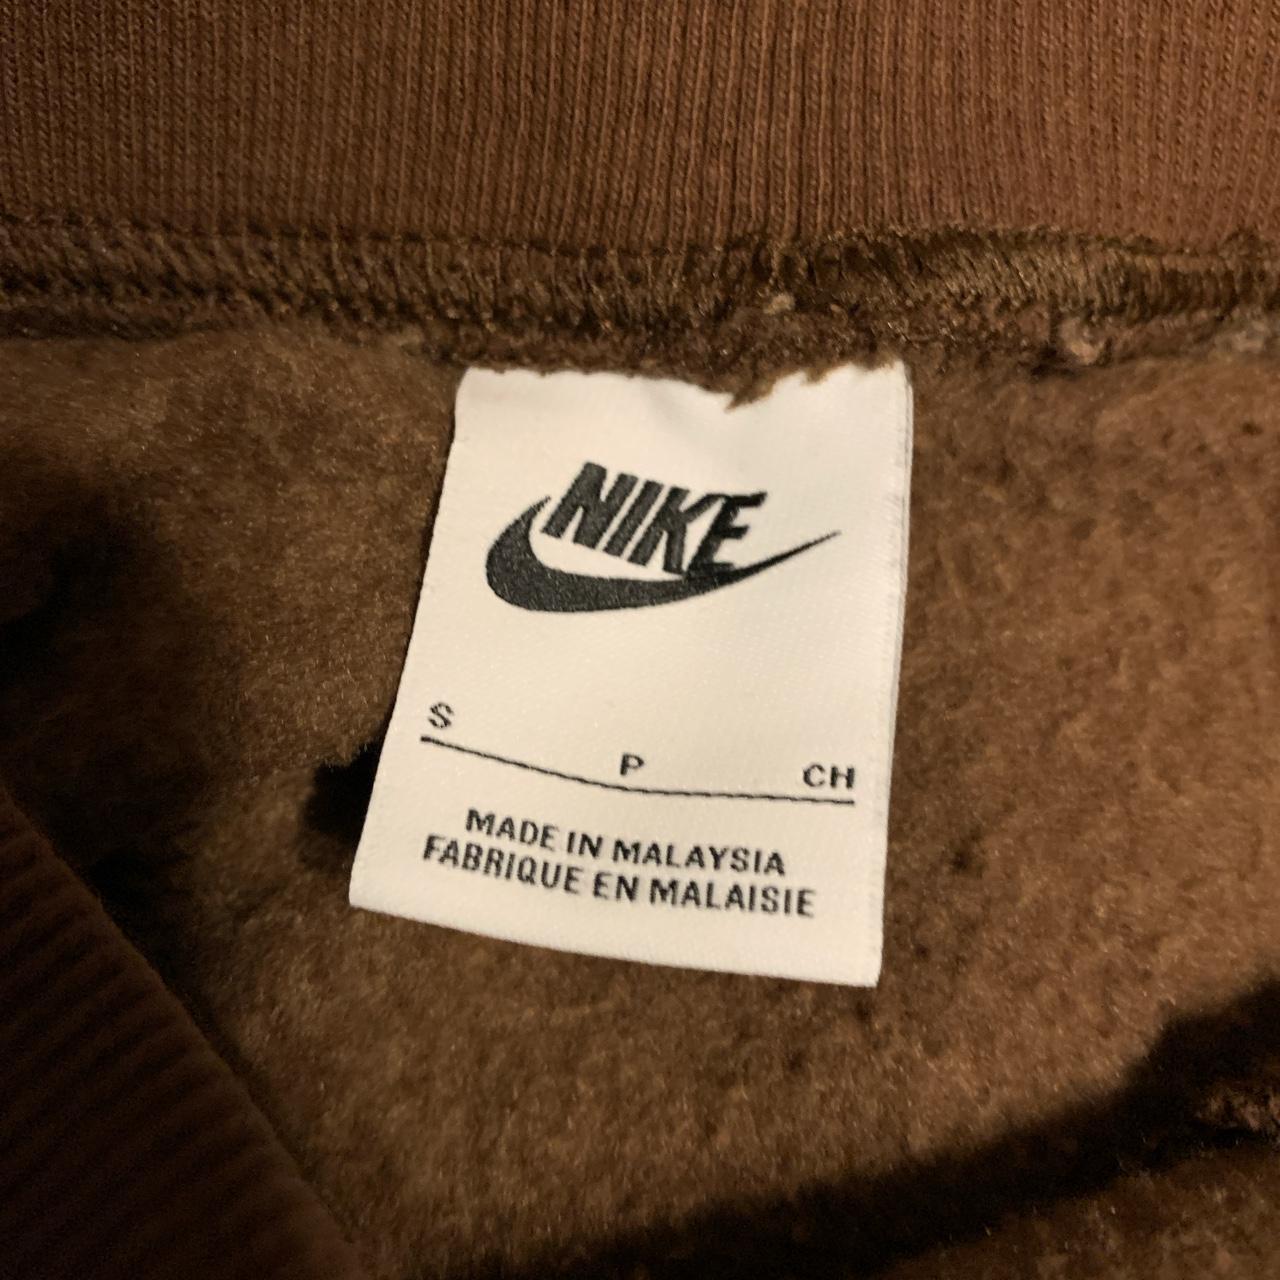 NIKE
S P CH
MADE IN MALAYSIA
FABRIQUE EN MALAISIE